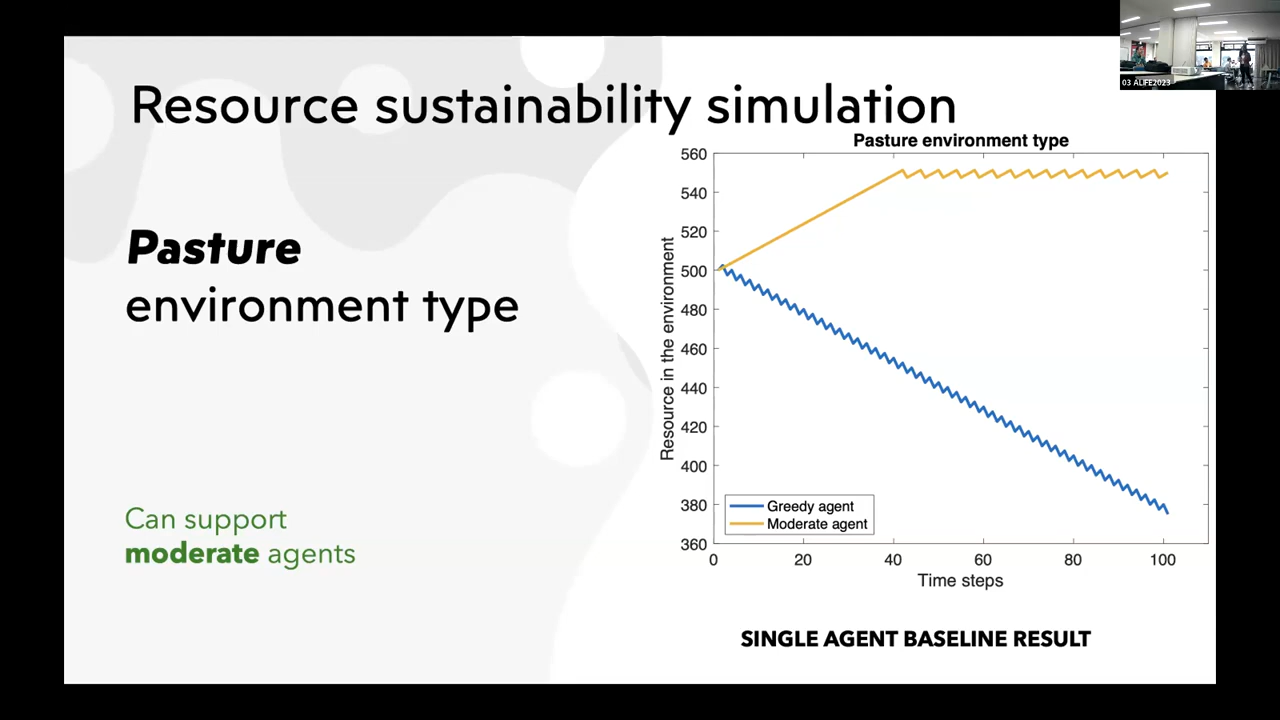 Resource sustainability simulation
Pasture
environment type
Can support
moderate agents
Pasture environment type
560
540
520
500
480
460
440
420
400
380
360
Resource in the environment
Greedy agent
Moderate agent
0 20 40 60 80 100
Time steps
SINGLE AGENT BASELINE RESULT
03 ALIFE2023